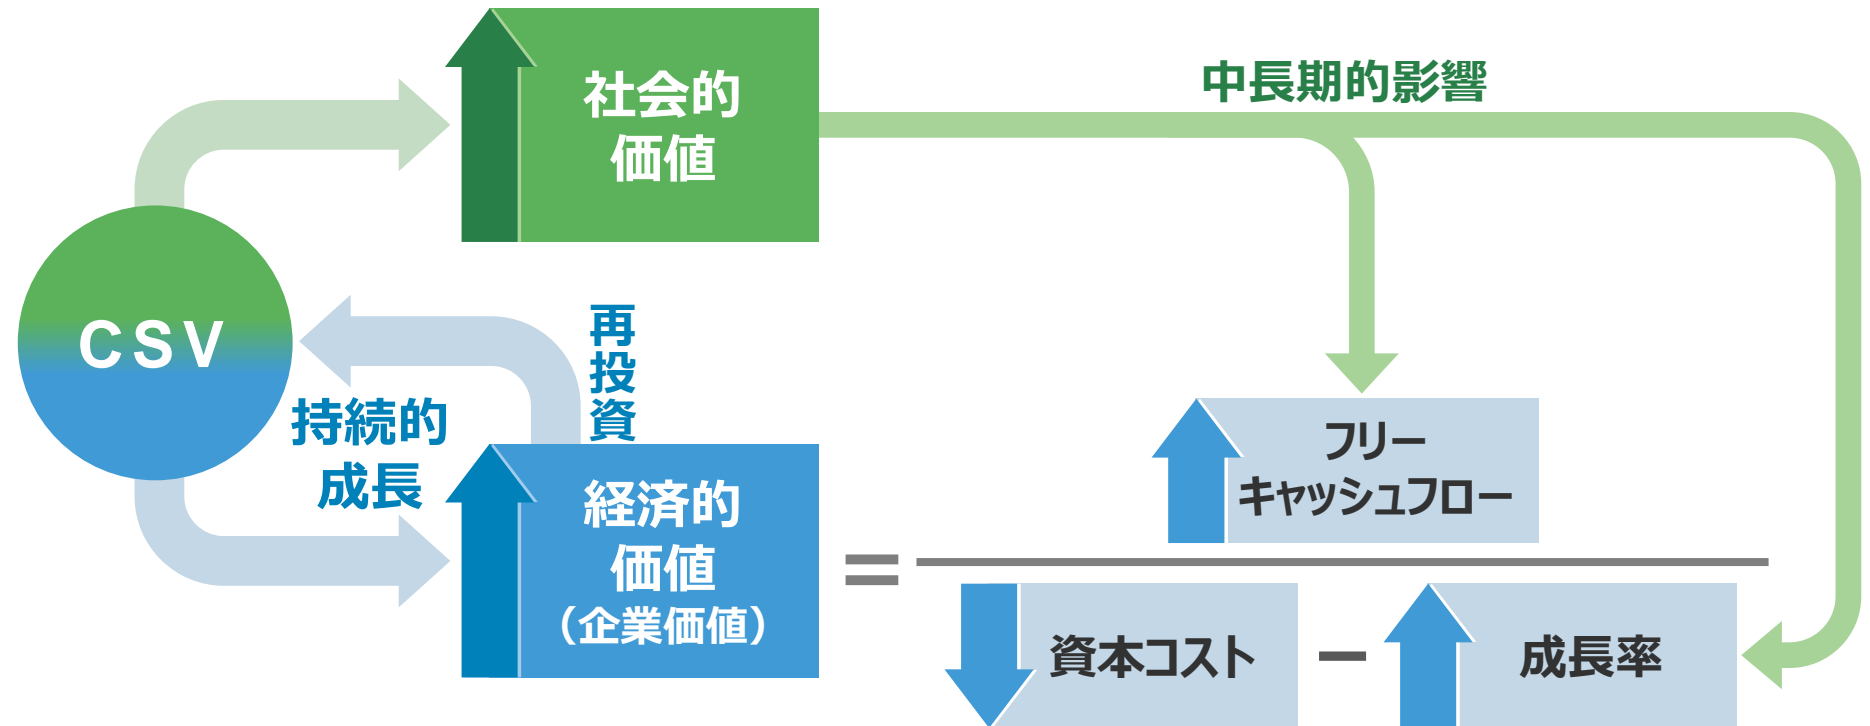 社会的
価値
中長期的影響
CSV
再投資
持続的
成長
経済的
価値
（企業価値）
=
フリー
キャッシュフロー
資本コスト
−
成長率